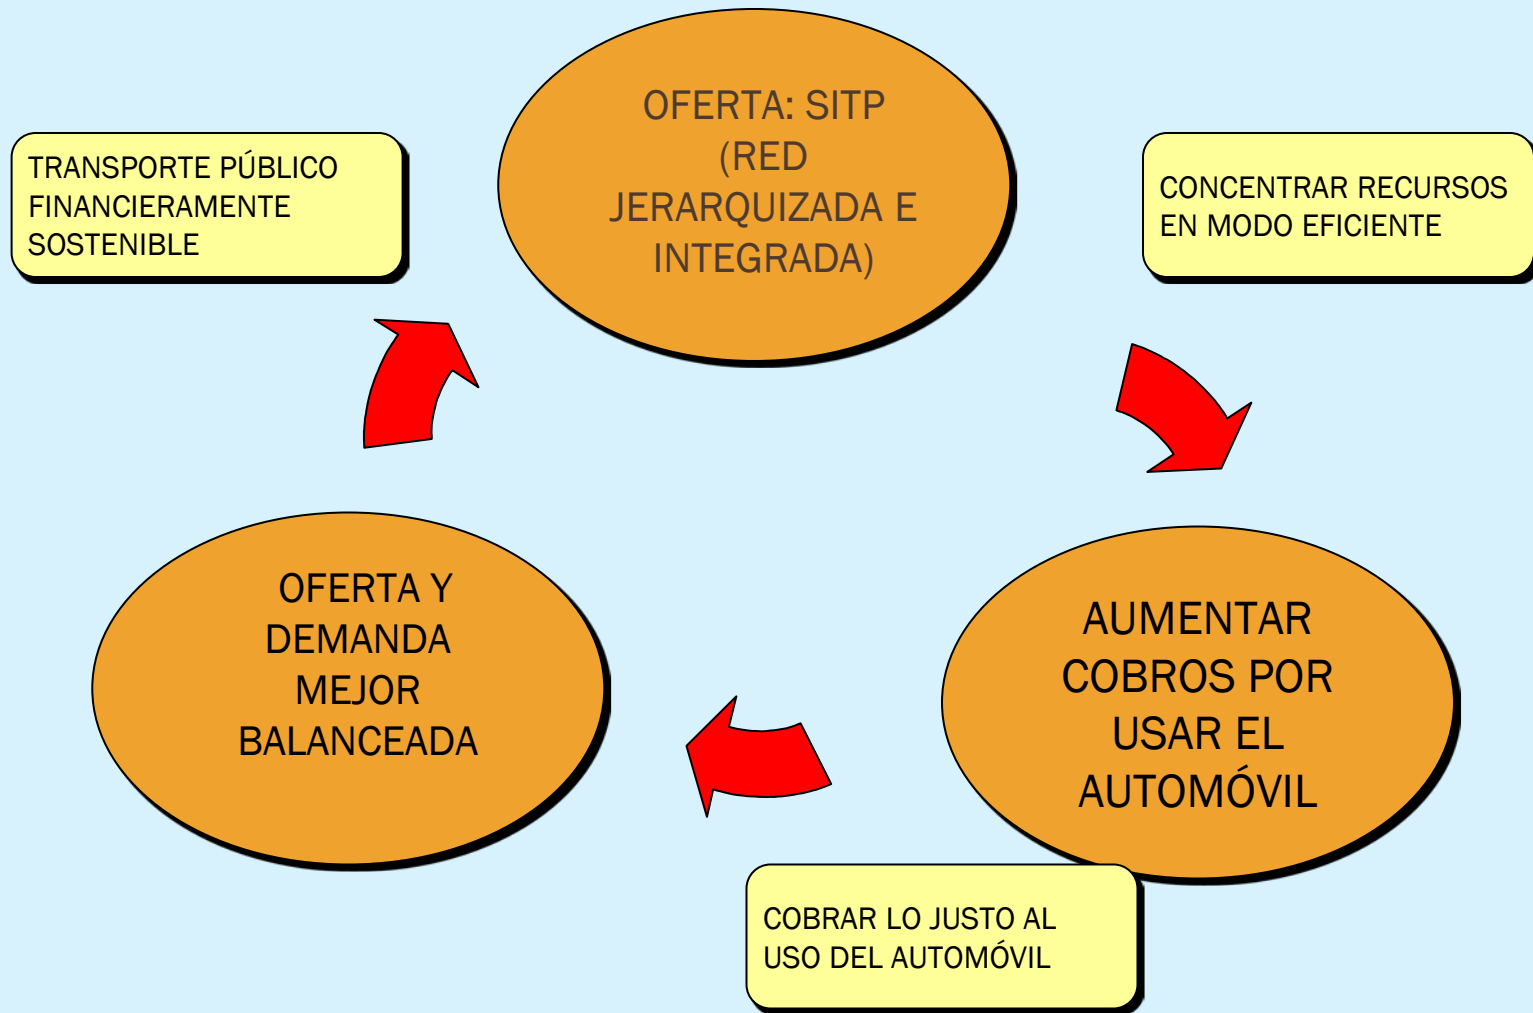 OFERTA: SITP
(RED
JERARQUIZADA E
INTEGRADA)
TRANSPORTE PÚBLICO
FINANCIERAMENTE
SOSTENIBLE
CONCENTRAR RECURSOS
EN MODO EFICIENTE
OFERTA Y
DEMANDA
MEJOR
BALANCEADA
AUMENTAR
COBROS POR
USAR EL
AUTOMÓVIL
COBRAR LO JUSTO AL
USO DEL AUTOMÓVIL